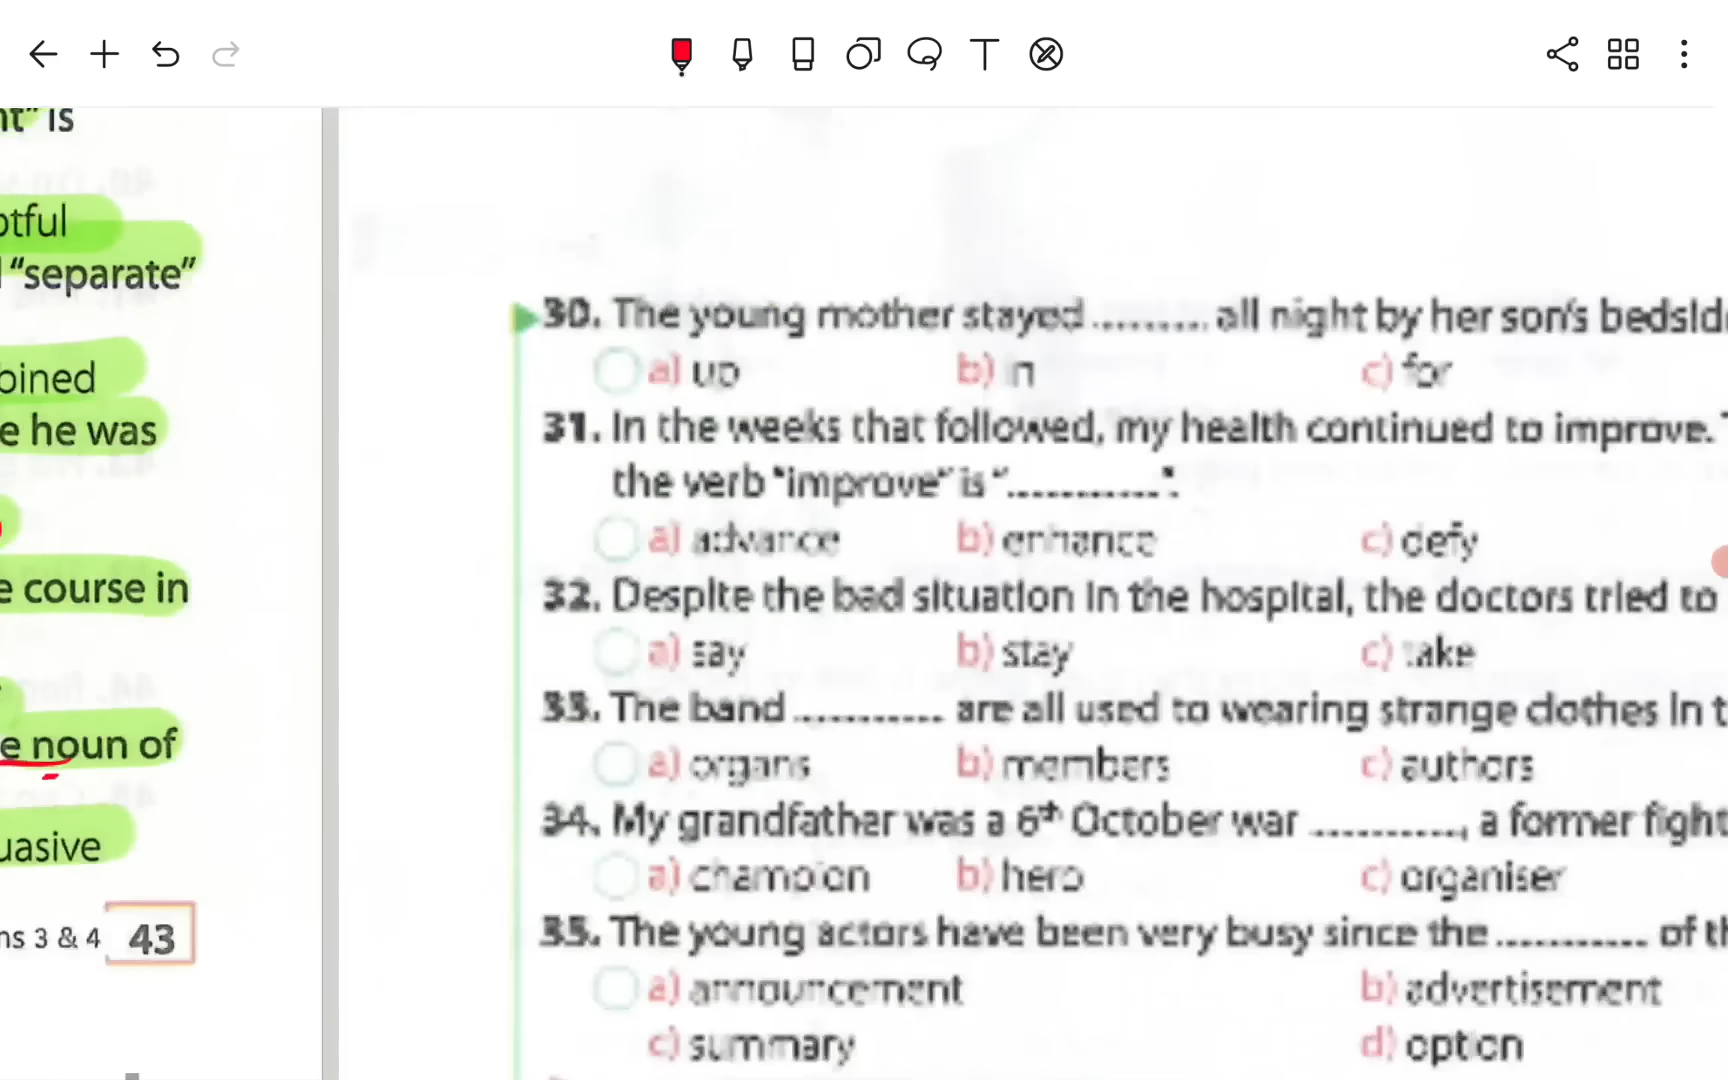 nt" is
otful
"separate"
bined
e he was
e course in
e noun of
uasive
ns 3 & 4 43
30. The young mother stayed ......... all night by her son's bedside
a) up b) in c) for
31. In the weeks that followed, my health continued to improve.
the verb "improve" is "............".
a) advance b) enhance c) defy
32. Despite the bad situation in the hospital, the doctors tried to
a) say b) stay c) take
33. The band ........... are all used to wearing strange clothes in t
a) organs b) members c) authors
34. My grandfather was a 6th October war ..........., a former fight
a) champion b) hero c) organiser
35. The young actors have been very busy since the ........... of th
a) announcement b) advertisement
c) summary d) option